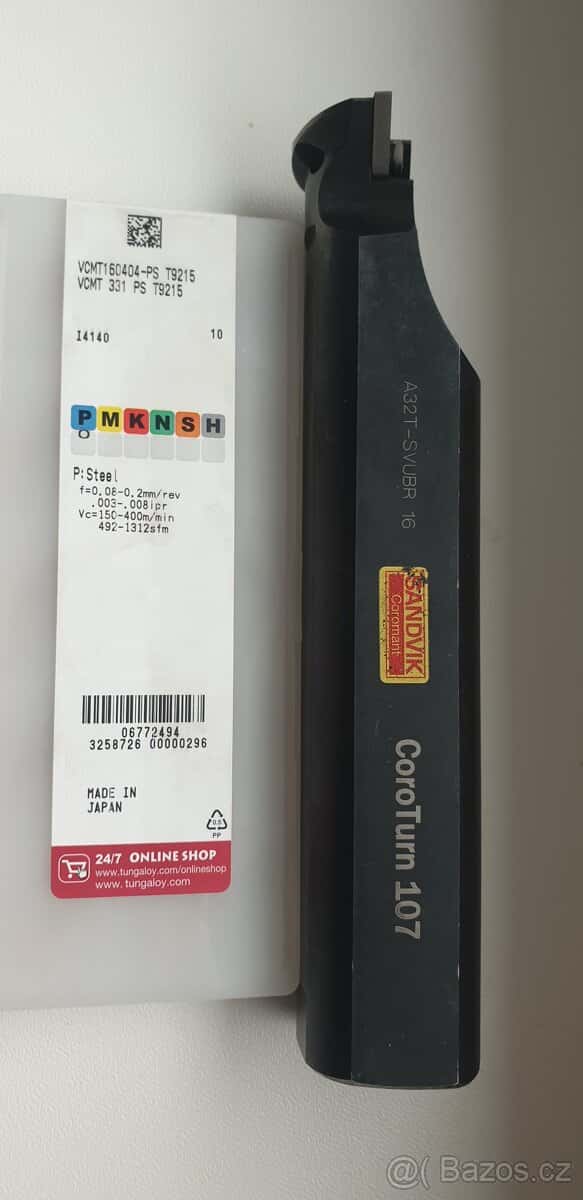 VCMT160404-PS T9215
VCMT 331 PS T9215
I4140 10
P M K N S H
P:Steel
f=0.08-0.2mm/rev
.003-.008ipr
Vc=150-400m/min
492-1312sfm
06772494
3258726 00000296
MADE IN
JAPAN
0.5
PP
24/7 ONLINE SHOP
www.tungaloy.com/onlineshop
www.tungaloy.com
A32T-SVUBR 16
SANDVIK
Coromant
CoroTurn 107
@( Bazos.cz